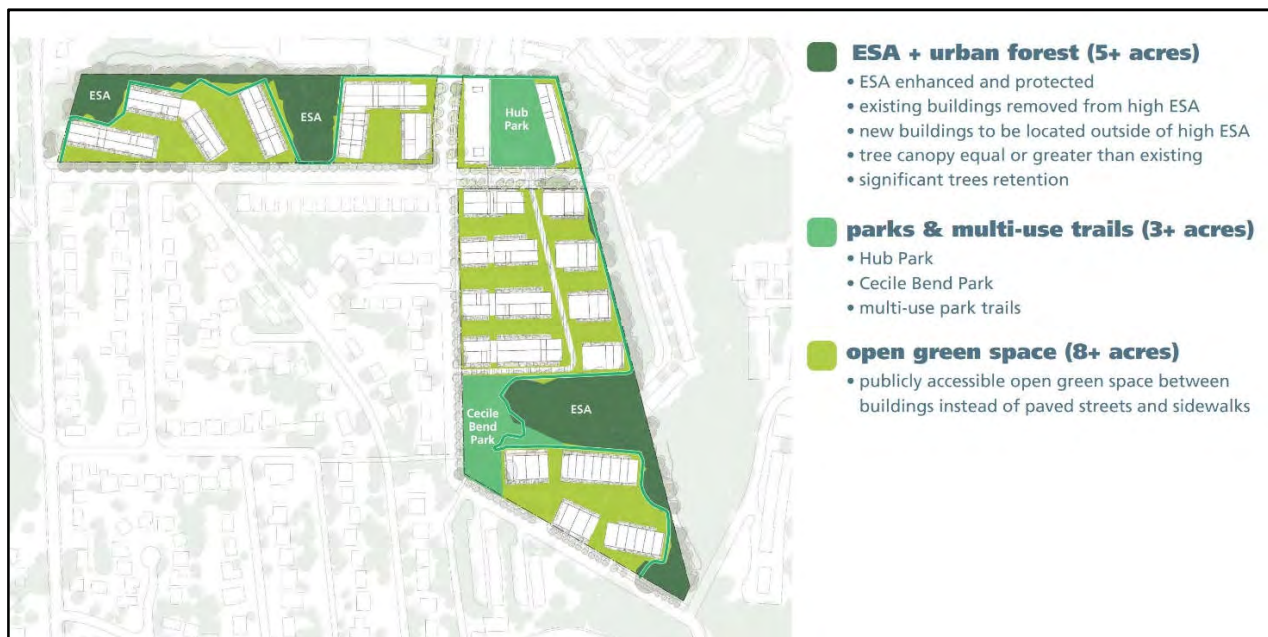 ESA
ESA
Hub
Park
Cecile
Bend
Park
ESA
ESA + urban forest (5+ acres)
• ESA enhanced and protected
• existing buildings removed from high ESA
• new buildings to be located outside of high ESA
• tree canopy equal or greater than existing
• significant trees retention
parks & multi-use trails (3+ acres)
• Hub Park
• Cecile Bend Park
• multi-use park trails
open green space (8+ acres)
• publicly accessible open green space between
buildings instead of paved streets and sidewalks